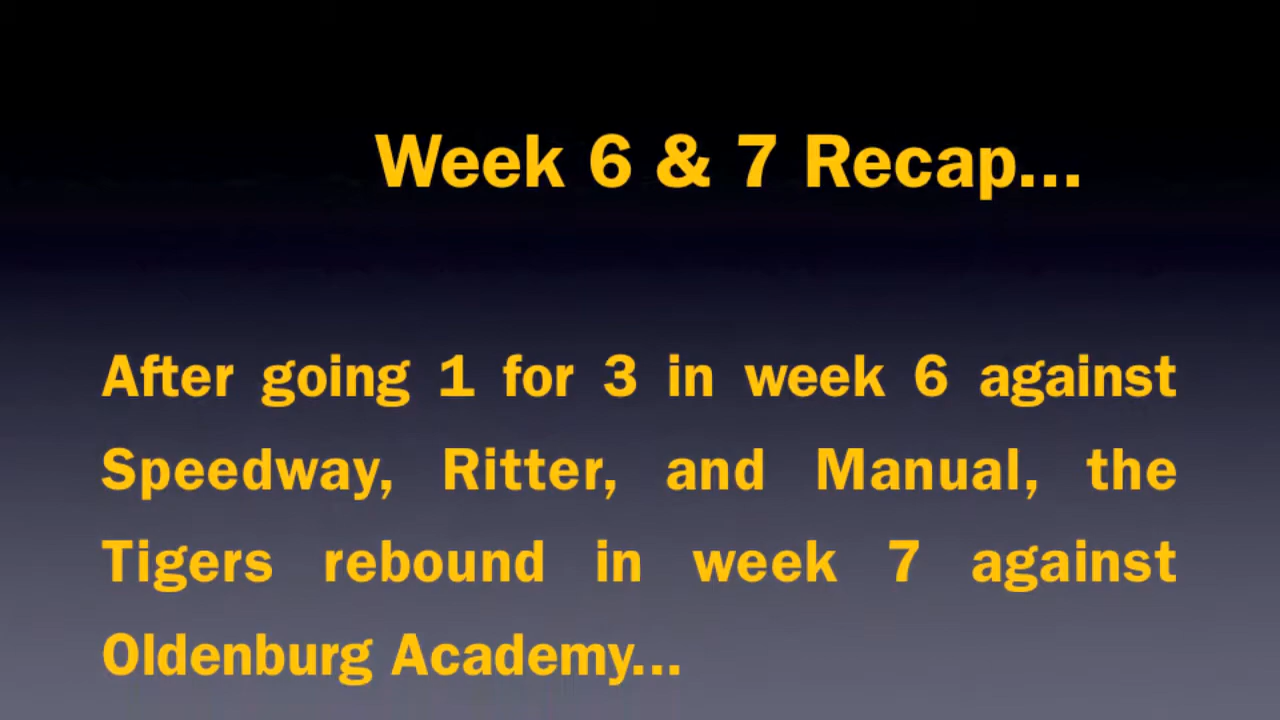 Week 6 & 7 Recap...
After going 1 for 3 in week 6 against
Speedway, Ritter, and Manual, the
Tigers rebound in week 7 against
Oldenburg Academy...